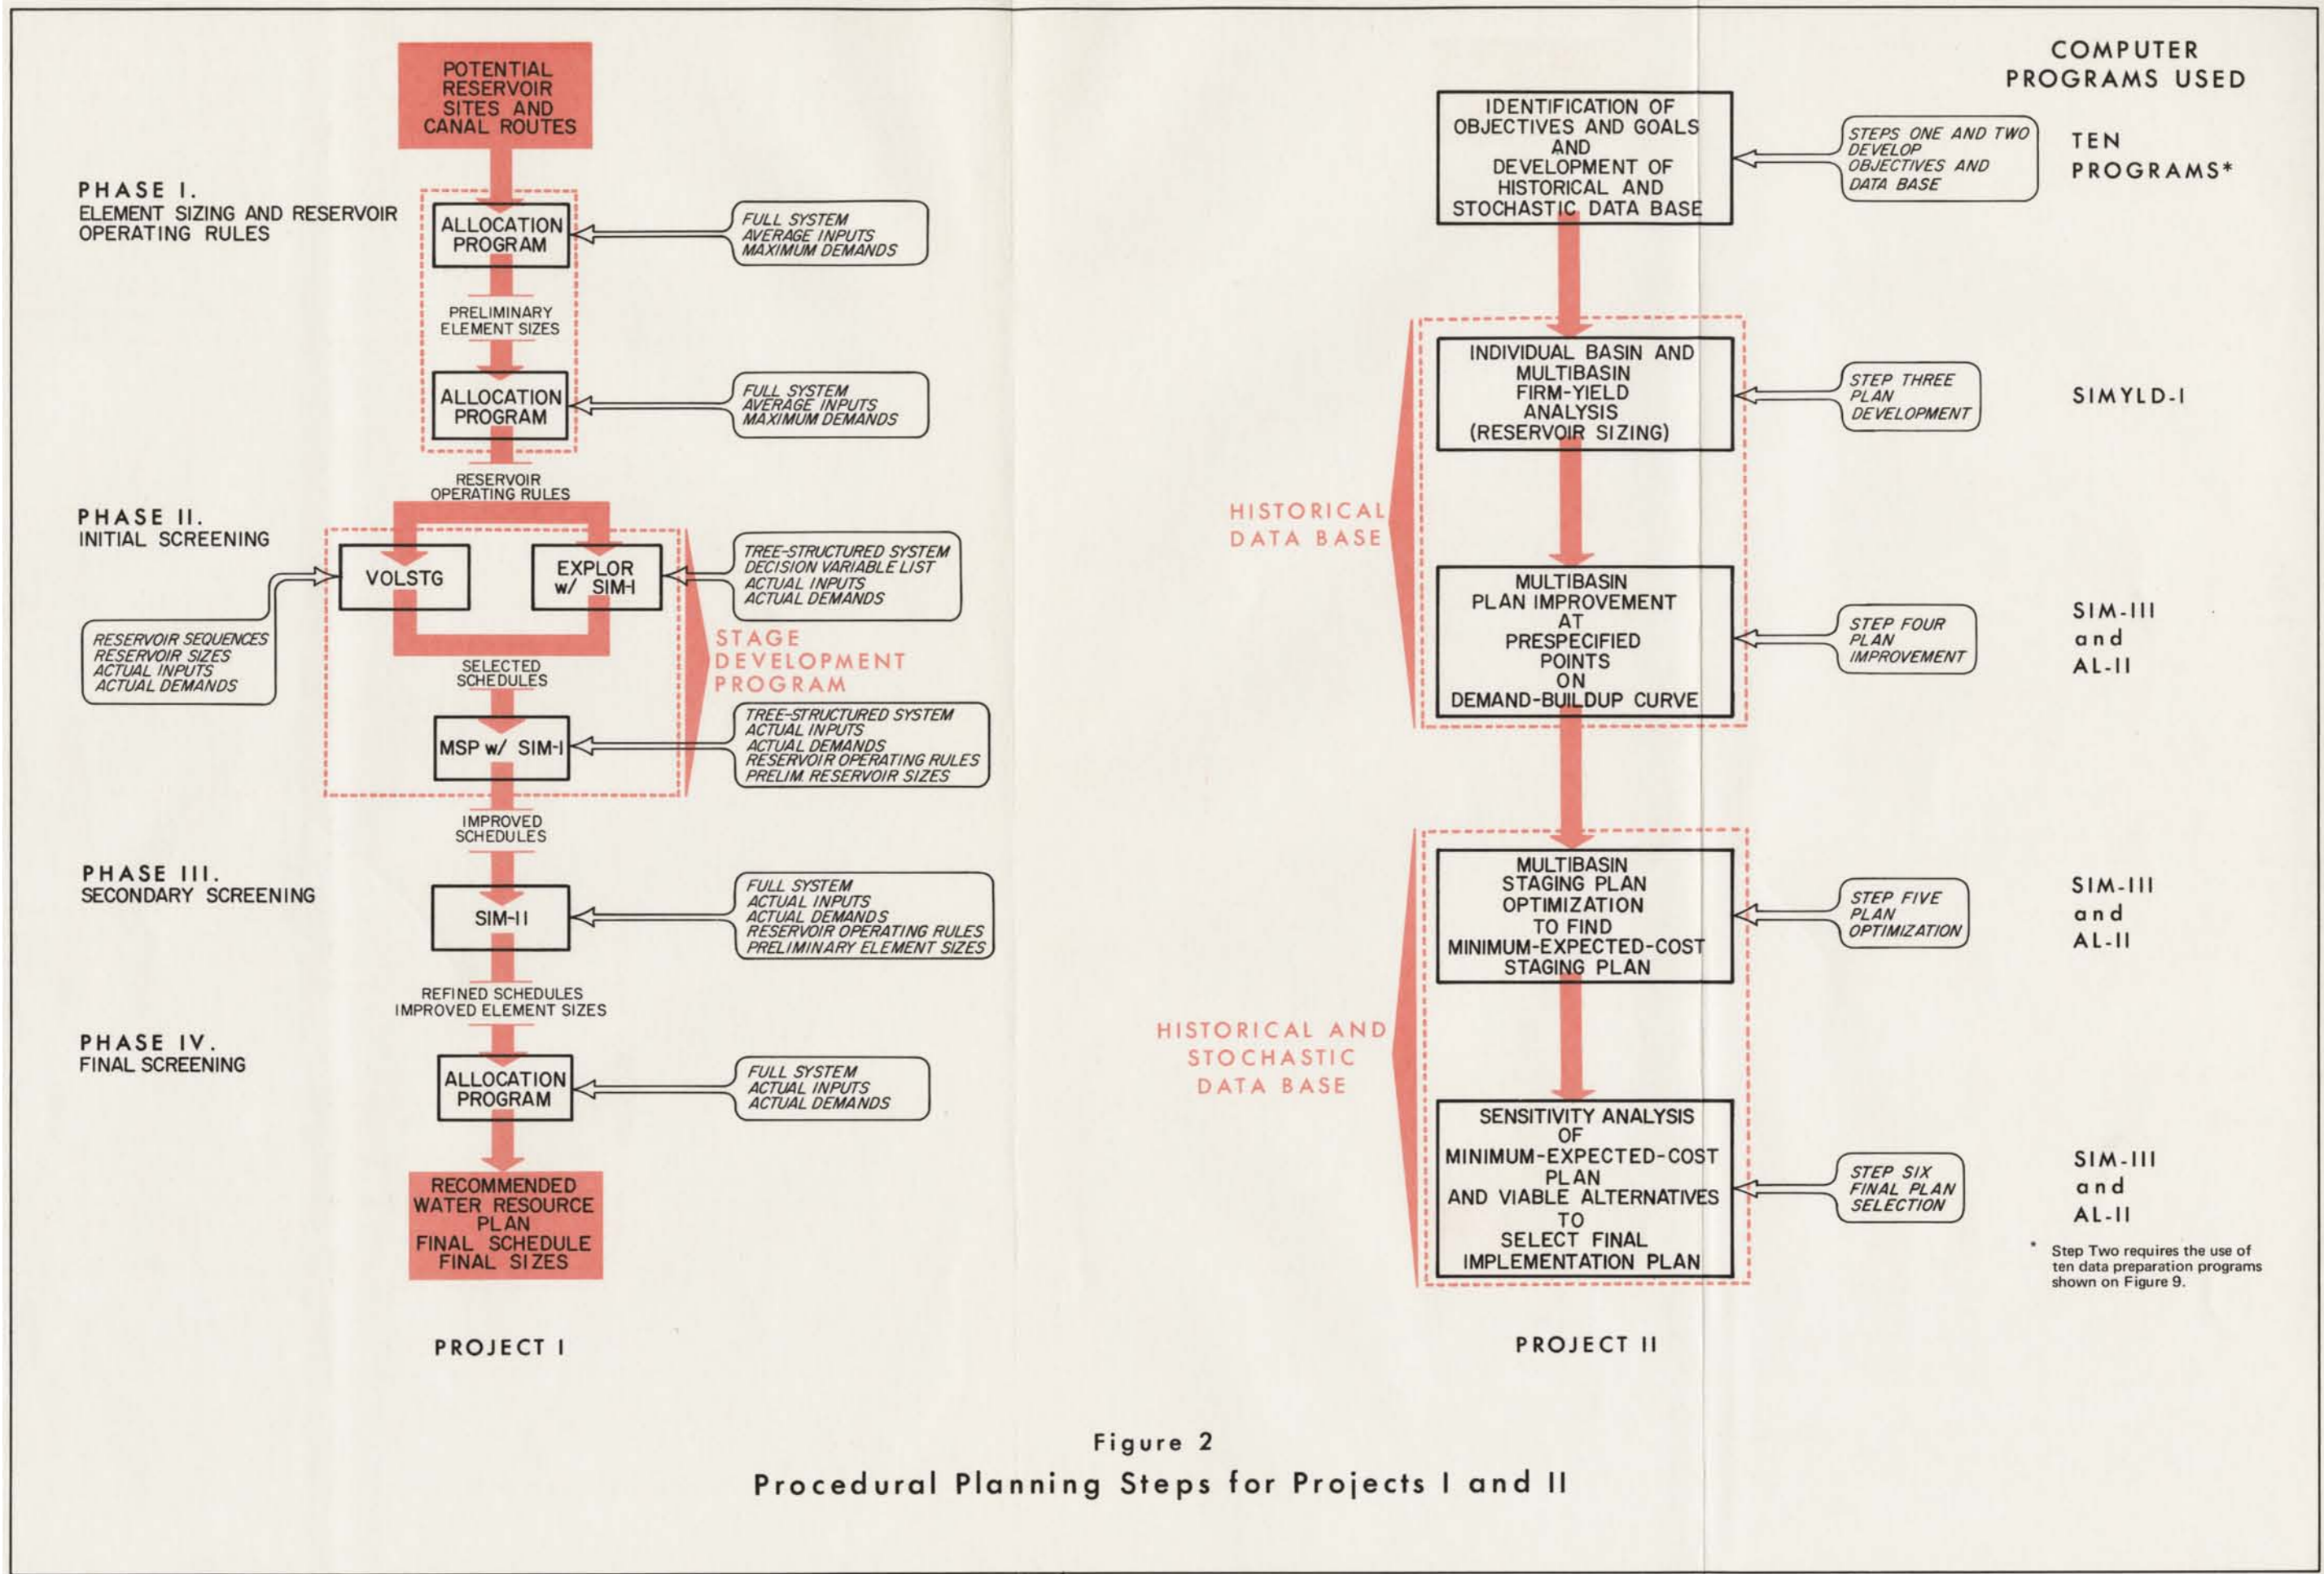 POTENTIAL
RESERVOIR
SITES AND
CANAL ROUTES
PHASE I.
ELEMENT SIZING AND RESERVOIR
OPERATING RULES
ALLOCATION
PROGRAM
FULL SYSTEM
AVERAGE INPUTS
MAXIMUM DEMANDS
PRELIMINARY
ELEMENT SIZES
ALLOCATION
PROGRAM
FULL SYSTEM
AVERAGE INPUTS
MAXIMUM DEMANDS
RESERVOIR
OPERATING RULES
PHASE II.
INITIAL SCREENING
VOLSTG
EXPLOR
w/ SIM-I
TREE-STRUCTURED SYSTEM
DECISION VARIABLE LIST
ACTUAL INPUTS
ACTUAL DEMANDS
RESERVOIR SEQUENCES
RESERVOIR SIZES
ACTUAL INPUTS
ACTUAL DEMANDS
STAGE
DEVELOPMENT
PROGRAM
SELECTED
SCHEDULES
MSP w/ SIM-I
TREE-STRUCTURED SYSTEM
ACTUAL INPUTS
ACTUAL DEMANDS
RESERVOIR OPERATING RULES
PRELIM. RESERVOIR SIZES
IMPROVED
SCHEDULES
PHASE III.
SECONDARY SCREENING
SIM-II
FULL SYSTEM
ACTUAL INPUTS
ACTUAL DEMANDS
RESERVOIR OPERATING RULES
PRELIMINARY ELEMENT SIZES
REFINED SCHEDULES
IMPROVED ELEMENT SIZES
PHASE IV.
FINAL SCREENING
ALLOCATION
PROGRAM
FULL SYSTEM
ACTUAL INPUTS
ACTUAL DEMANDS
RECOMMENDED
WATER RESOURCE
PLAN
FINAL SCHEDULE
FINAL SIZES
PROJECT I
COMPUTER
PROGRAMS USED
IDENTIFICATION OF
OBJECTIVES AND GOALS
AND
DEVELOPMENT OF
HISTORICAL AND
STOCHASTIC DATA BASE
STEPS ONE AND TWO
DEVELOP
OBJECTIVES AND
DATA BASE
TEN
PROGRAMS*
INDIVIDUAL BASIN AND
MULTIBASIN
FIRM-YIELD
ANALYSIS
(RESERVOIR SIZING)
STEP THREE
PLAN
DEVELOPMENT
SIMYLD-I
HISTORICAL
DATA BASE
MULTIBASIN
PLAN IMPROVEMENT
AT
PRESPECIFIED
POINTS
ON
DEMAND-BUILDUP CURVE
STEP FOUR
PLAN
IMPROVEMENT
SIM-III
and
AL-II
MULTIBASIN
STAGING PLAN
OPTIMIZATION
TO FIND
MINIMUM-EXPECTED-COST
STAGING PLAN
STEP FIVE
PLAN
OPTIMIZATION
SIM-III
and
AL-II
HISTORICAL AND
STOCHASTIC
DATA BASE
SENSITIVITY ANALYSIS
OF
MINIMUM-EXPECTED-COST
PLAN
AND VIABLE ALTERNATIVES
TO
SELECT FINAL
IMPLEMENTATION PLAN
STEP SIX
FINAL PLAN
SELECTION
SIM-III
and
AL-II
* Step Two requires the use of
ten data preparation programs
shown on Figure 9.
PROJECT II
Figure 2
Procedural Planning Steps for Projects I and II